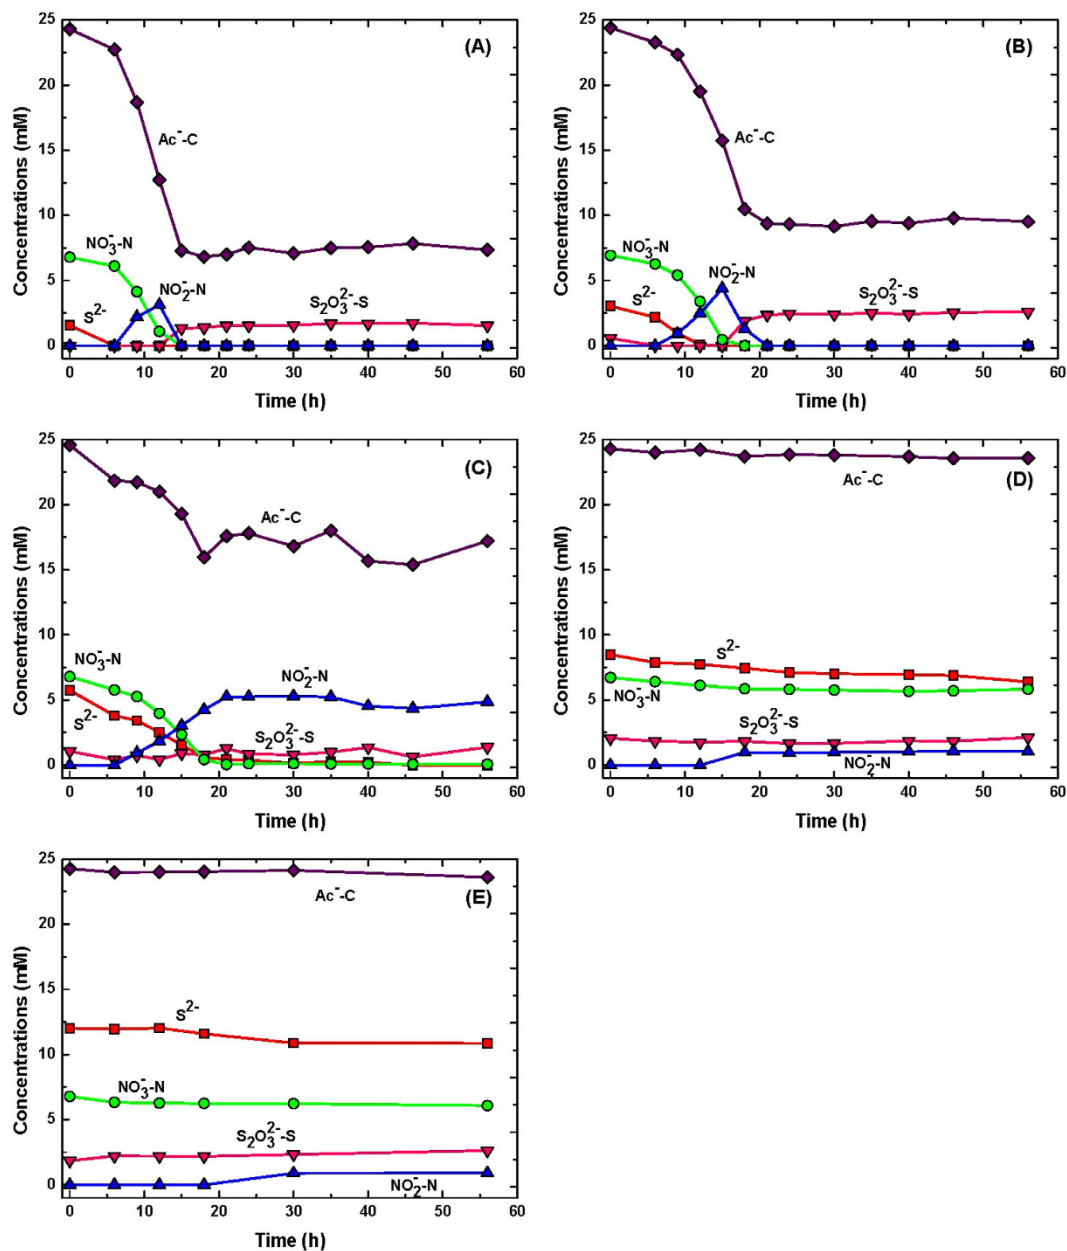 (A)
Concentrations (mM)
25
20
15
10
5
0
Ac⁻-C
NO₃⁻-N
NO₂⁻-N
S²⁻
S₂O₃²⁻-S
0 10 20 30 40 50 60
Time (h)
(B)
Concentrations (mM)
25
20
15
10
5
0
Ac⁻-C
NO₃⁻-N
NO₂⁻-N
S²⁻
S₂O₃²⁻-S
0 10 20 30 40 50 60
Time (h)
(C)
Concentrations (mM)
25
20
15
10
5
0
Ac⁻-C
NO₃⁻-N
NO₂⁻-N
S²⁻
S₂O₃²⁻-S
0 10 20 30 40 50 60
Time (h)
(D)
Concentrations (mM)
25
20
15
10
5
0
Ac⁻-C
S²⁻
NO₃⁻-N
S₂O₃²⁻-S
NO₂⁻-N
0 10 20 30 40 50 60
Time (h)
(E)
Concentrations (mM)
25
20
15
10
5
0
Ac⁻-C
S²⁻
NO₃⁻-N
S₂O₃²⁻-S
NO₂⁻-N
0 10 20 30 40 50 60
Time (h)